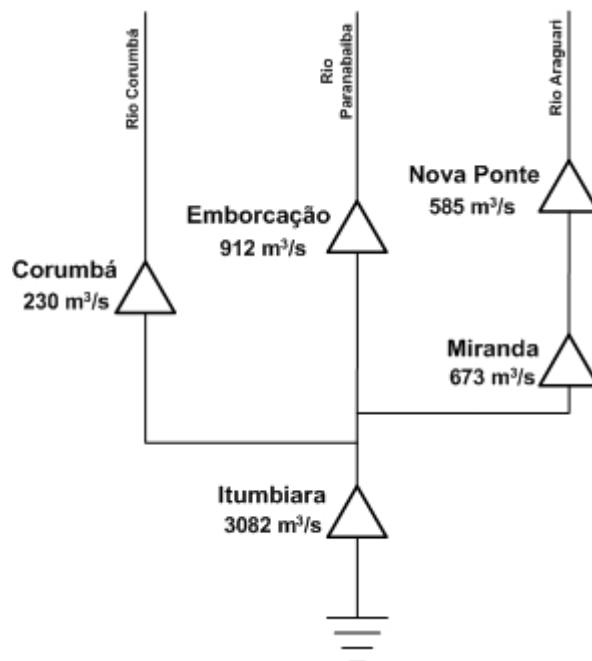 Rio Corumbá
Rio
Paranabaíba
Rio Araguari
Nova Ponte
585 m³/s
Emborcação
912 m³/s
Corumbá
230 m³/s
Miranda
673 m³/s
Itumbiara
3082 m³/s